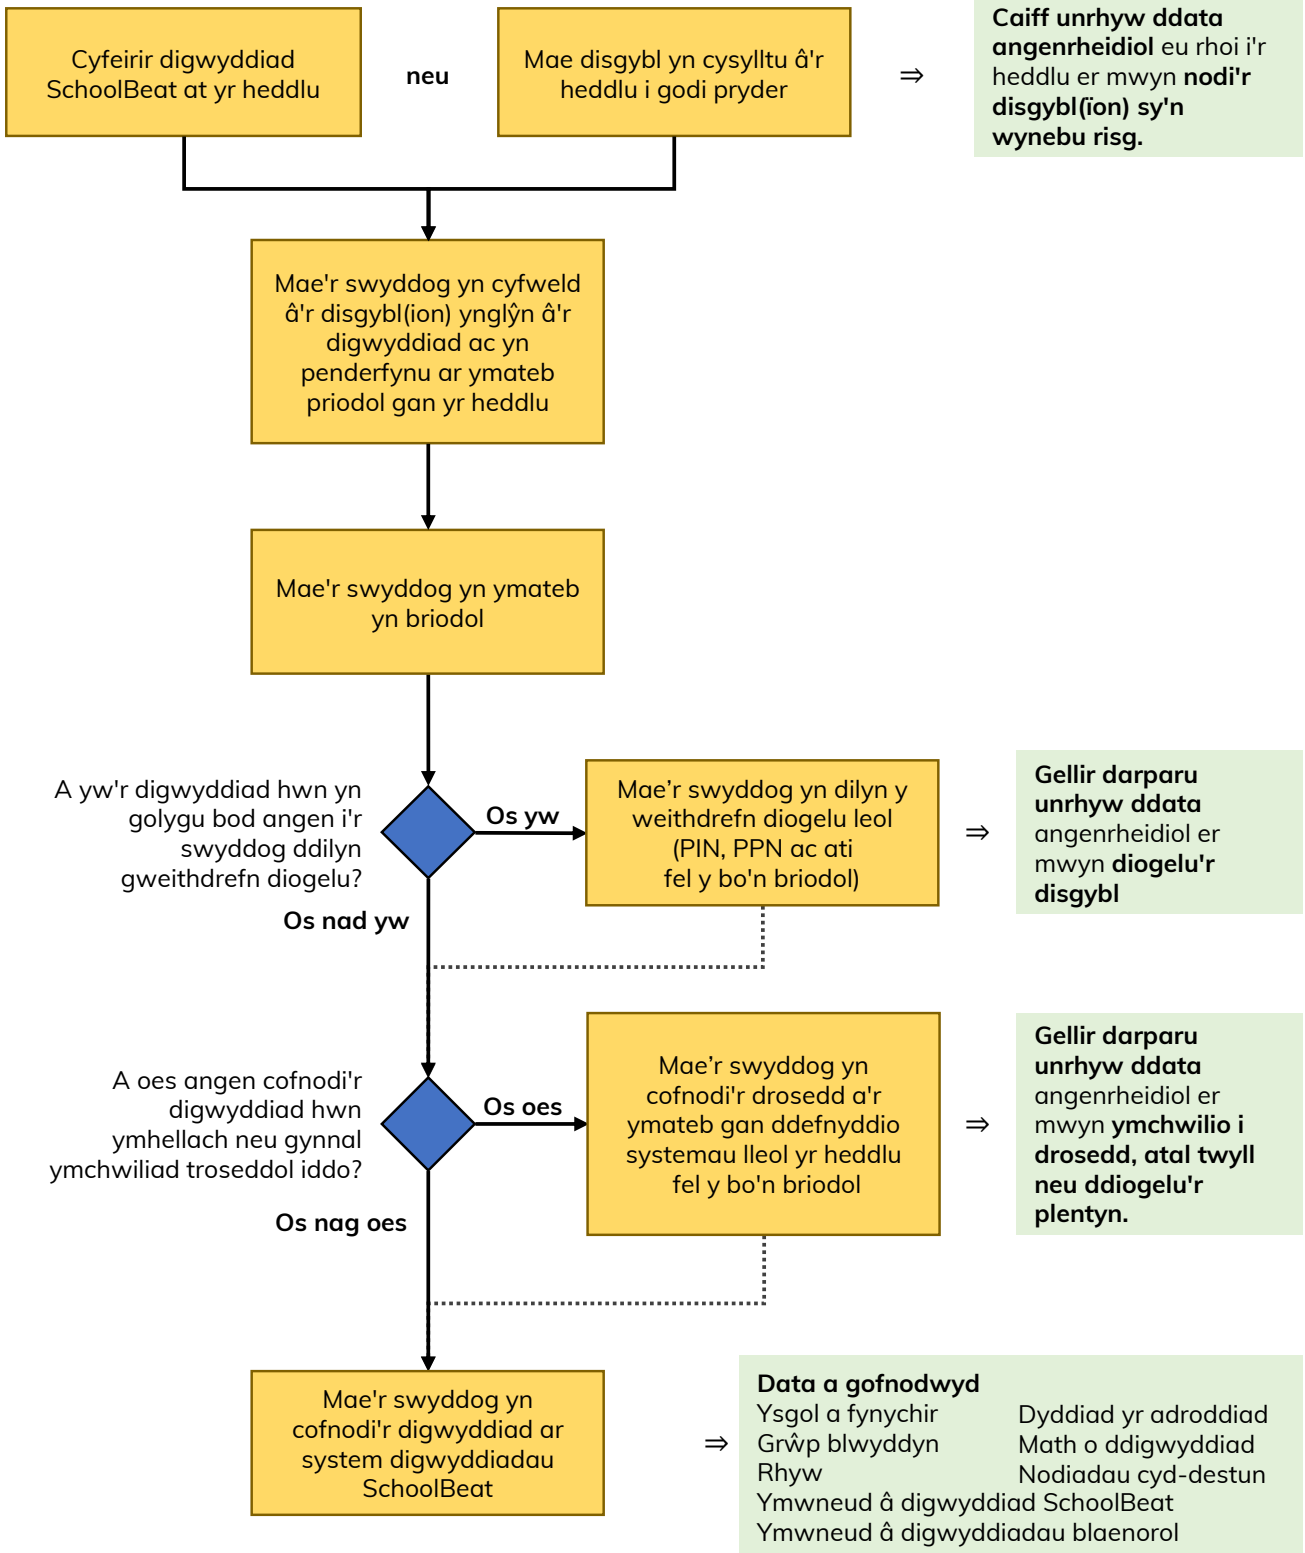 Cyfeirir digwyddiad
SchoolBeat at yr heddlu
neu
Mae disgybl yn cysylltu â'r
heddlu i godi pryder
⇒
Caiff unrhyw ddata
angenrheidiol eu rhoi i'r
heddlu er mwyn nodi'r
disgybl(ïon) sy'n
wynebu risg.
Mae'r swyddog yn cyfweld
â'r disgybl(ion) ynglŷn â'r
digwyddiad ac yn
penderfynu ar ymateb
priodol gan yr heddlu
Mae'r swyddog yn ymateb
yn briodol
A yw'r digwyddiad hwn yn
golygu bod angen i'r
swyddog ddilyn
gweithdrefn diogelu?
Os yw
Os nad yw
Mae’r swyddog yn dilyn y
weithdrefn diogelu leol
(PIN, PPN ac ati
fel y bo'n briodol)
⇒
Gellir darparu
unrhyw ddata
angenrheidiol er
mwyn diogelu'r
disgybl
A oes angen cofnodi'r
digwyddiad hwn
ymhellach neu gynnal
ymchwiliad troseddol iddo?
Os oes
Os nag oes
Mae’r swyddog yn
cofnodi'r drosedd a'r
ymateb gan ddefnyddio
systemau lleol yr heddlu
fel y bo'n briodol
⇒
Gellir darparu
unrhyw ddata
angenrheidiol er
mwyn ymchwilio i
drosedd, atal twyll
neu ddiogelu'r
plentyn.
Mae'r swyddog yn
cofnodi'r digwyddiad ar
system digwyddiadau
SchoolBeat
⇒
Data a gofnodwyd
Ysgol a fynychir
Grŵp blwyddyn
Rhyw
Dyddiad yr adroddiad
Math o ddigwyddiad
Nodiadau cyd-destun
Ymwneud â digwyddiad SchoolBeat
Ymwneud â digwyddiadau blaenorol